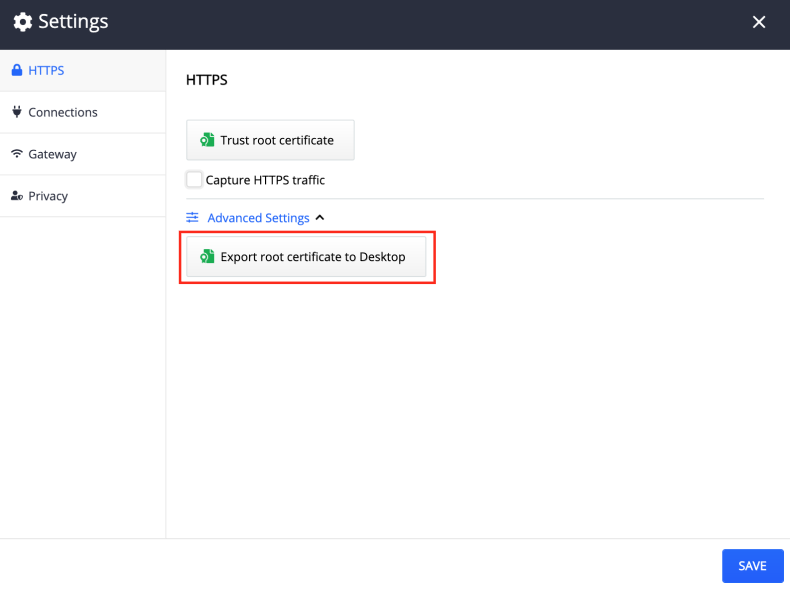 Settings
HTTPS
Connections
Gateway
Privacy
HTTPS
Trust root certificate
Capture HTTPS traffic
Advanced Settings
Export root certificate to Desktop
SAVE